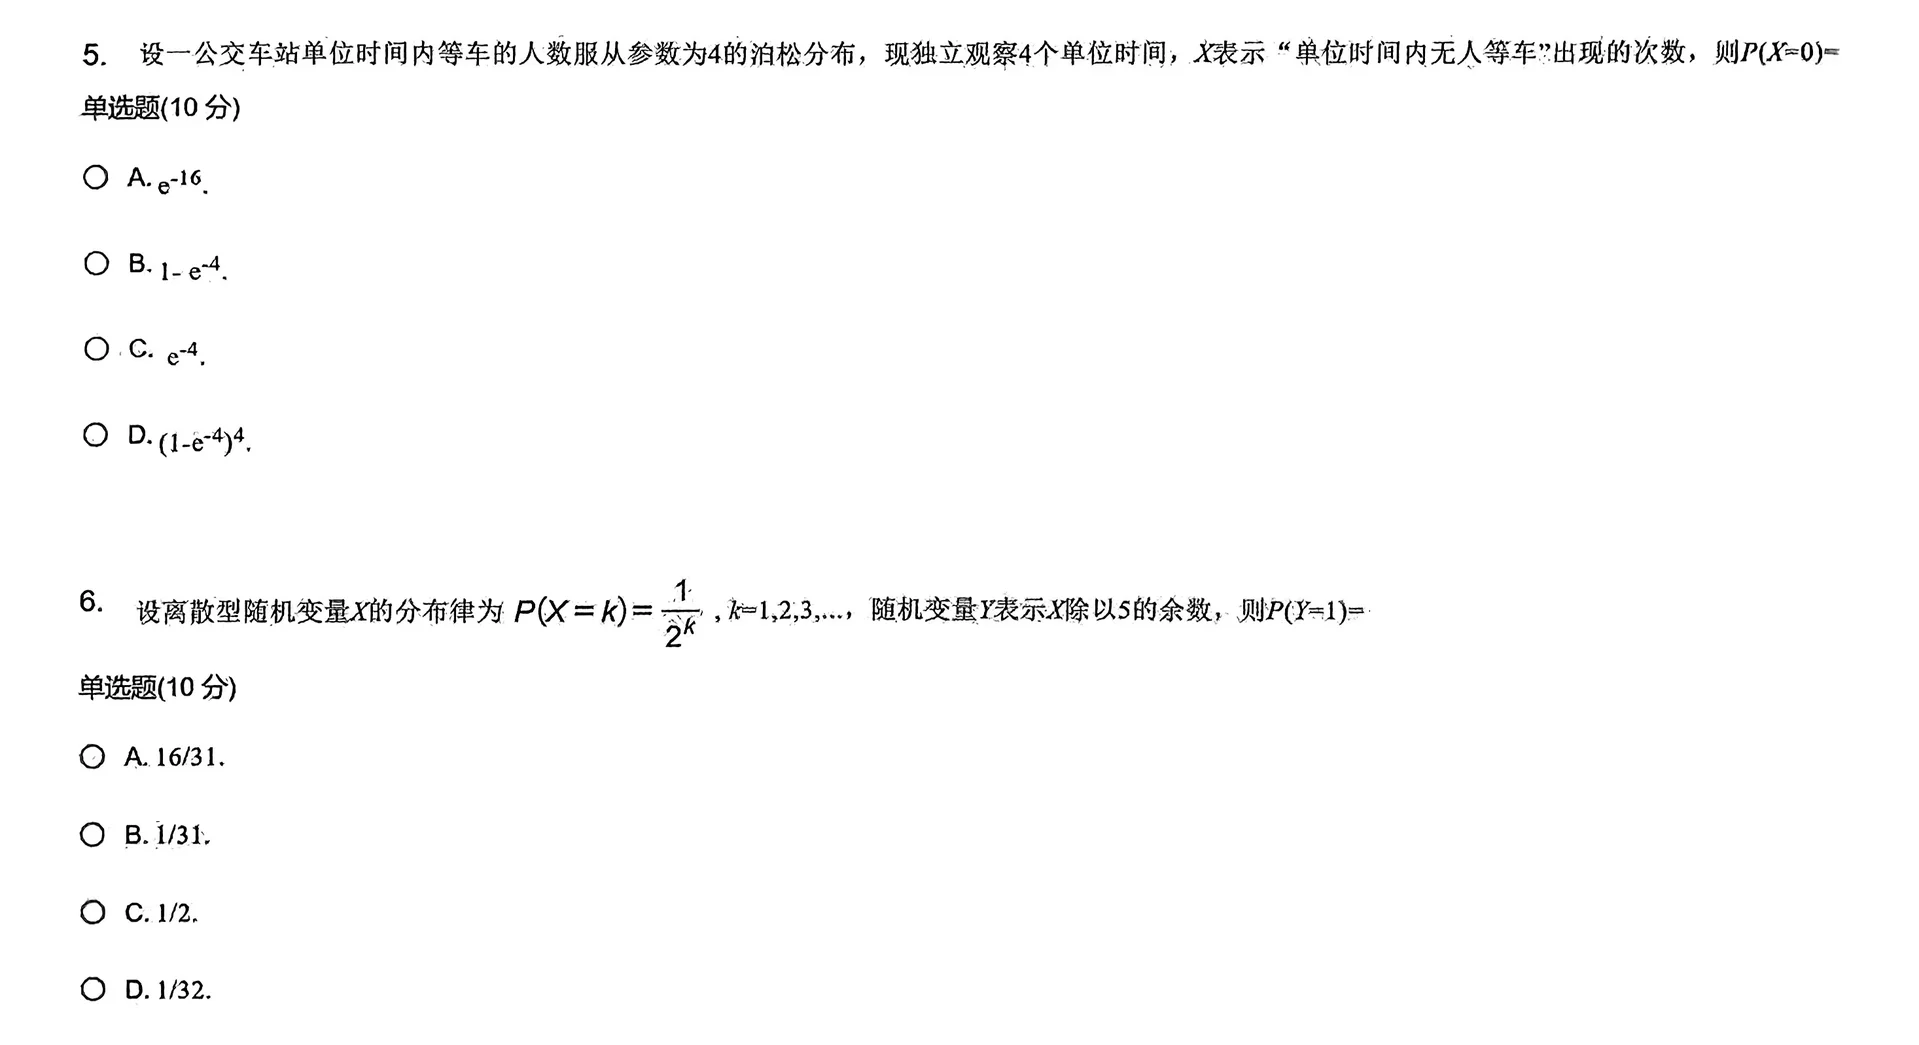 5. 设一公交车站单位时间内等车的人数服从参数为4的泊松分布，现独立观察4个单位时间，X表示“单位时间内无人等车”出现的次数，则P(X=0)=
单选题(10 分)
A. e⁻¹⁶.
B. 1- e⁻⁴.
C. e⁻⁴.
D. (1-e⁻⁴)⁴.
6. 设离散型随机变量X的分布律为 P(X=k)=1/2^k , k=1,2,3,...，随机变量Y表示X除以5的余数，则P(Y=1)=
单选题(10 分)
A. 16/31.
B. 1/31.
C. 1/2.
D. 1/32.